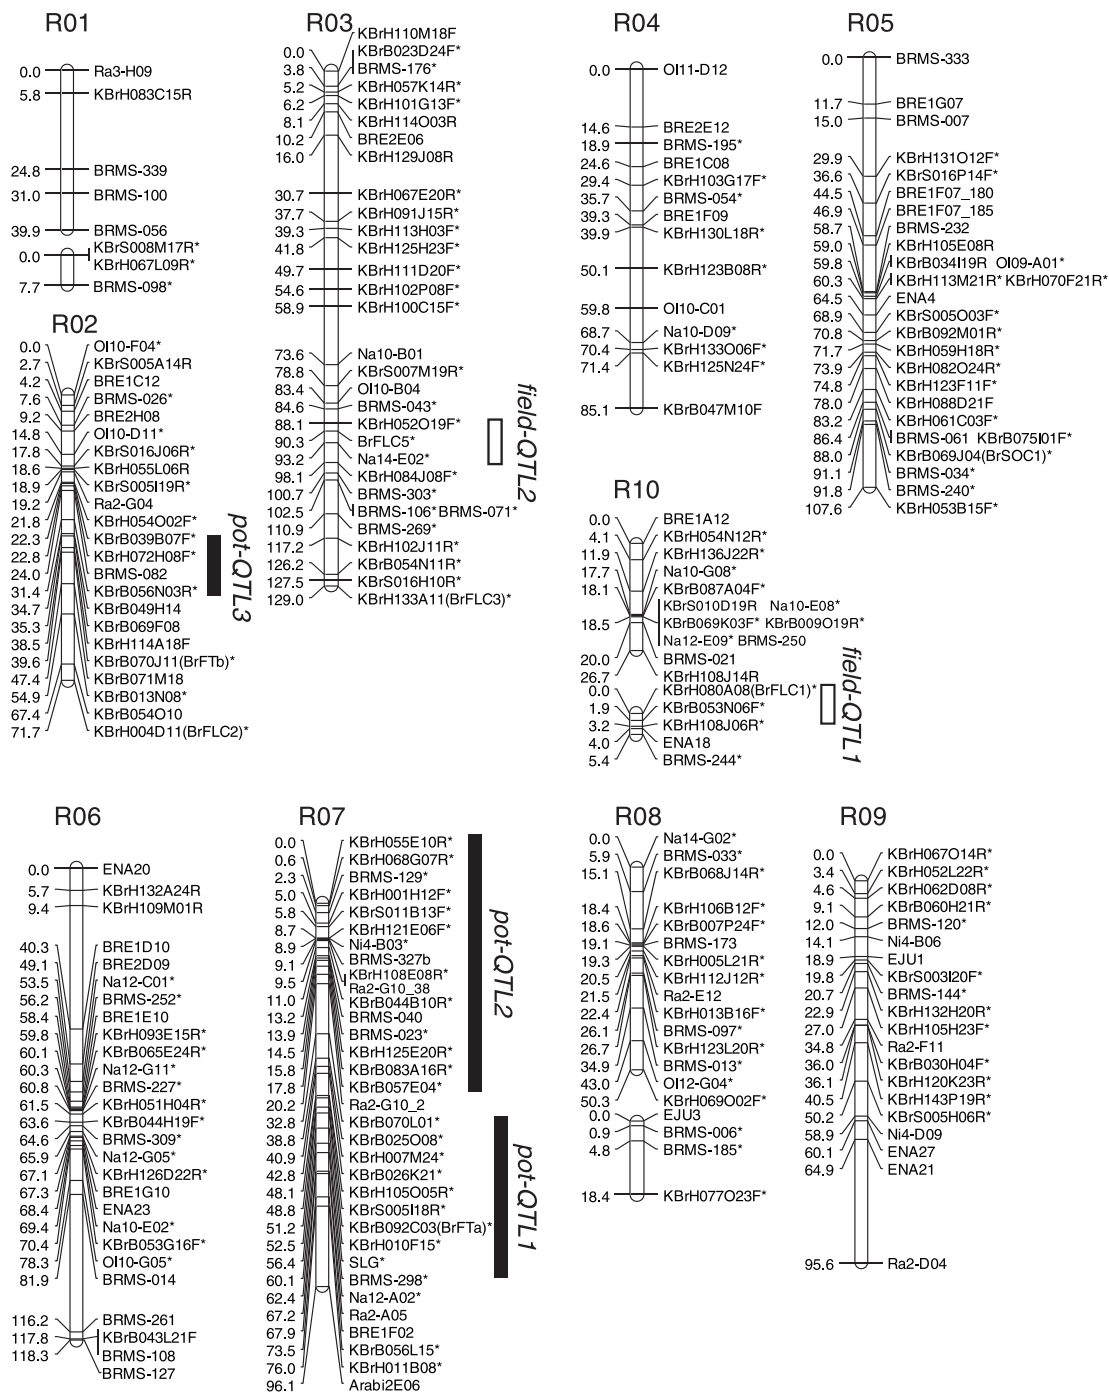 R01
0.0 Ra3-H09
5.8 KBrH083C15R
24.8 BRMS-339
31.0 BRMS-100
39.9 BRMS-056
KBrS008M17R*
0.0
KBrH067L09R*
7.7 BRMS-098*
R02
0.0 Ol10-F04*
2.7 KBrS005A14R
4.2 BRE1C12
7.6 BRMS-026*
9.2 BRE2H08
14.8 Ol10-D11*
17.8 KBrS016J06R*
18.6 KBrH055L06R
18.9 KBrS005I19R*
19.2 Ra2-G04
21.8 KBrH054O02F*
22.3 KBrB039B07F*
22.8 KBrH072H08F*
24.0 BRMS-082
31.4 KBrB056N03R*
34.7 KBrB049H14
35.3 KBrB069F08
38.5 KBrH114A18F
39.6 KBrB070J11(BrFTb)*
47.4 KBrB071M18
54.9 KBrB013N08*
67.4 KBrB054O10
71.7 KBrH004D11(BrFLC2)*
pot-QTL3
R03
KBrH110M18F
0.0 KBrB023D24F*
3.8 BRMS-176*
5.2 KBrH057K14R*
6.2 KBrH101G13F*
8.1 KBrH114O03R
10.2 BRE2E06
16.0 KBrH129J08R
30.7 KBrH067E20R*
37.7 KBrH091J15R*
39.3 KBrH113H03F*
41.8 KBrH125H23F*
49.7 KBrH111D20F*
54.6 KBrH102P08F*
58.9 KBrH100C15F*
73.6 Na10-B01
78.8 KBrS007M19R*
83.4 Ol10-B04
84.6 BRMS-043*
88.1 KBrH052O19F*
90.3 BrFLC5*
93.2 Na14-E02*
98.1 KBrH084J08F*
100.7 BRMS-303*
102.5 BRMS-106* BRMS-071*
110.9 BRMS-269*
117.2 KBrH102J11R*
126.2 KBrB054N11R*
127.5 KBrS016H10R*
129.0 KBrH133A11(BrFLC3)*
field-QTL2
R04
0.0 Ol11-D12
14.6 BRE2E12
18.9 BRMS-195*
24.6 BRE1C08
29.4 KBrH103G17F*
35.7 BRMS-054*
39.3 BRE1F09
39.9 KBrH130L18R*
50.1 KBrH123B08R*
59.8 Ol10-C01
68.7 Na10-D09*
70.4 KBrH133O06F*
71.4 KBrH125N24F*
85.1 KBrB047M10F
R05
0.0 BRMS-333
11.7 BRE1G07
15.0 BRMS-007
29.9 KBrH131O12F*
36.6 KBrS016P14F*
44.5 BRE1F07_180
46.9 BRE1F07_185
58.7 BRMS-232
59.0 KBrH105E08R
59.8 KBrB034I19R Ol09-A01*
60.3 KBrH113M21R* KBrH070F21R*
64.5 ENA4
68.9 KBrS005O03F*
70.8 KBrB092M01R*
71.7 KBrH059H18R*
73.9 KBrH082O24R*
74.8 KBrH123F11F*
78.0 KBrH088D21F
83.2 KBrH061C03F*
86.4 BRMS-061 KBrB075I01F*
88.0 KBrB069J04(BrSOC1)*
91.1 BRMS-034*
91.8 BRMS-240*
107.6 KBrH053B15F*
R10
0.0 BRE1A12
4.1 KBrH054N12R*
11.9 KBrH136J22R*
17.7 Na10-G08*
18.1 KBrB087A04F*
KBrS010D19R Na10-E08*
18.5 KBrB069K03F* KBrB009O19R*
Na12-E09* BRMS-250
20.0 BRMS-021
26.7 KBrH108J14R
0.0 KBrH080A08(BrFLC1)*
1.9 KBrB053N06F*
3.2 KBrH108J06R*
4.0 ENA18
5.4 BRMS-244*
field-QTL1
R06
0.0 ENA20
5.7 KBrH132A24R
9.4 KBrH109M01R
40.3 BRE1D10
49.1 BRE2D09
53.5 Na12-C01*
56.2 BRMS-252*
58.4 BRE1E10
59.8 KBrH093E15R*
60.1 KBrB065E24R*
60.3 Na12-G11*
60.8 BRMS-227*
61.5 KBrH051H04R*
63.6 KBrB044H19F*
64.6 BRMS-309*
65.9 Na12-G05*
67.1 KBrH126D22R*
67.3 BRE1G10
68.4 ENA23
69.4 Na10-E02*
70.4 KBrB053G16F*
78.3 Ol10-G05*
81.9 BRMS-014
116.2 BRMS-261
117.8 KBrB043L21F
118.3 BRMS-108
BRMS-127
R07
0.0 KBrH055E10R*
0.6 KBrH068G07R*
2.3 BRMS-129*
5.0 KBrH001H12F*
5.8 KBrS011B13F*
8.7 KBrH121E06F*
8.9 Ni4-B03*
9.1 BRMS-327b
KBrH108E08R*
9.5 Ra2-G10_38
11.0 KBrB044B10R*
13.2 BRMS-040
13.9 BRMS-023*
14.5 KBrH125E20R*
15.8 KBrB083A16R*
17.8 KBrB057E04*
20.2 Ra2-G10_2
32.8 KBrB070L01*
38.8 KBrB025O08*
40.9 KBrH007M24*
42.8 KBrB026K21*
48.1 KBrH105O05R*
48.8 KBrS005I18R*
51.2 KBrB092C03(BrFTa)*
52.5 KBrH010F15*
56.4 SLG*
60.1 BRMS-298*
62.4 Na12-A02*
67.2 Ra2-A05
67.9 BRE1F02
73.5 KBrB056L15*
76.0 KBrH011B08*
96.1 Arabi2E06
pot-QTL2
pot-QTL1
R08
0.0 Na14-G02*
5.9 BRMS-033*
15.1 KBrB068J14R*
18.4 KBrH106B12F*
18.6 KBrB007P24F*
19.1 BRMS-173
19.3 KBrH005L21R*
20.5 KBrH112J12R*
21.5 Ra2-E12
22.4 KBrH013B16F*
26.1 BRMS-097*
26.7 KBrH123L20R*
34.9 BRMS-013*
43.0 Ol12-G04*
50.3 KBrH069O02F*
0.0 EJU3
0.9 BRMS-006*
4.8 BRMS-185*
18.4 KBrH077O23F*
R09
0.0 KBrH067O14R*
3.4 KBrH052L22R*
4.6 KBrH062D08R*
9.1 KBrB060H21R*
12.0 BRMS-120*
14.1 Ni4-B06
18.9 EJU1
19.8 KBrS003I20F*
20.7 BRMS-144*
22.9 KBrH132H20R*
27.0 KBrH105H23F*
34.8 Ra2-F11
36.0 KBrB030H04F*
36.1 KBrH120K23R*
40.5 KBrH143P19R*
50.2 KBrS005H06R*
58.9 Ni4-D09
60.1 ENA27
64.9 ENA21
95.6 Ra2-D04